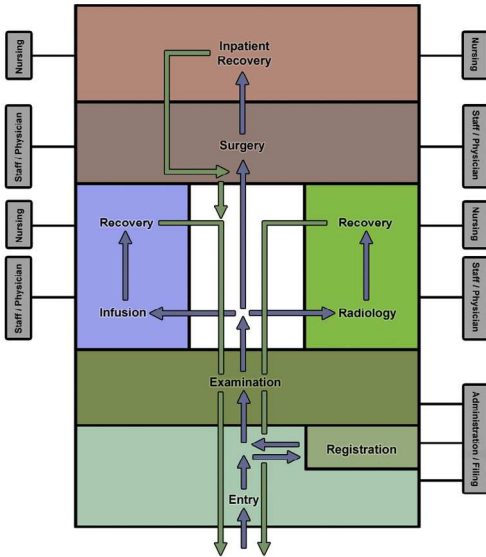 Inpatient
Recovery
Nursing
Nursing
Surgery
Staff / Physician
Staff / Physician
Recovery
Recovery
Nursing
Nursing
Infusion
Radiology
Staff / Physician
Staff / Physician
Examination
Administration / Filing
Registration
Entry